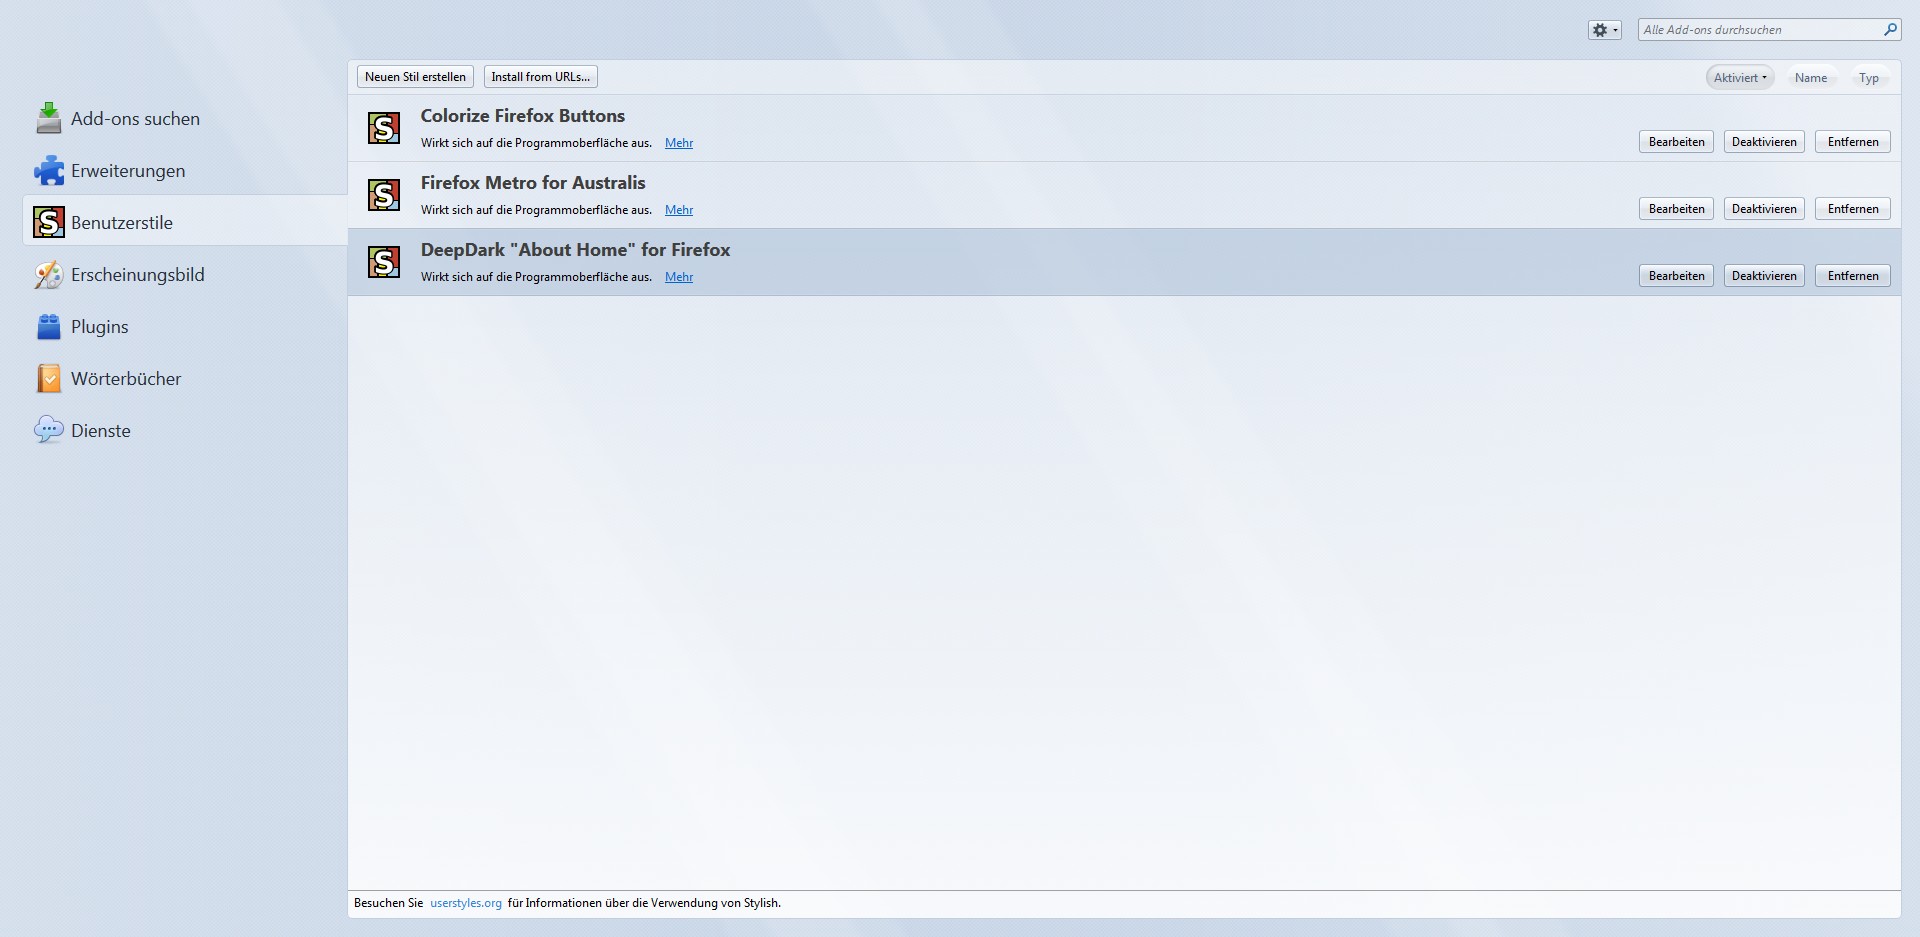 Alle Add-ons durchsuchen
Neuen Stil erstellen Install from URLs... Aktiviert Name Typ
Add-ons suchen
Erweiterungen
Benutzerstile
Erscheinungsbild
Plugins
Wörterbücher
Dienste
S Colorize Firefox Buttons
Wirkt sich auf die Programmoberfläche aus. Mehr Bearbeiten Deaktivieren Entfernen
S Firefox Metro for Australis
Wirkt sich auf die Programmoberfläche aus. Mehr Bearbeiten Deaktivieren Entfernen
S DeepDark "About Home" for Firefox
Wirkt sich auf die Programmoberfläche aus. Mehr Bearbeiten Deaktivieren Entfernen
Besuchen Sie userstyles.org für Informationen über die Verwendung von Stylish.